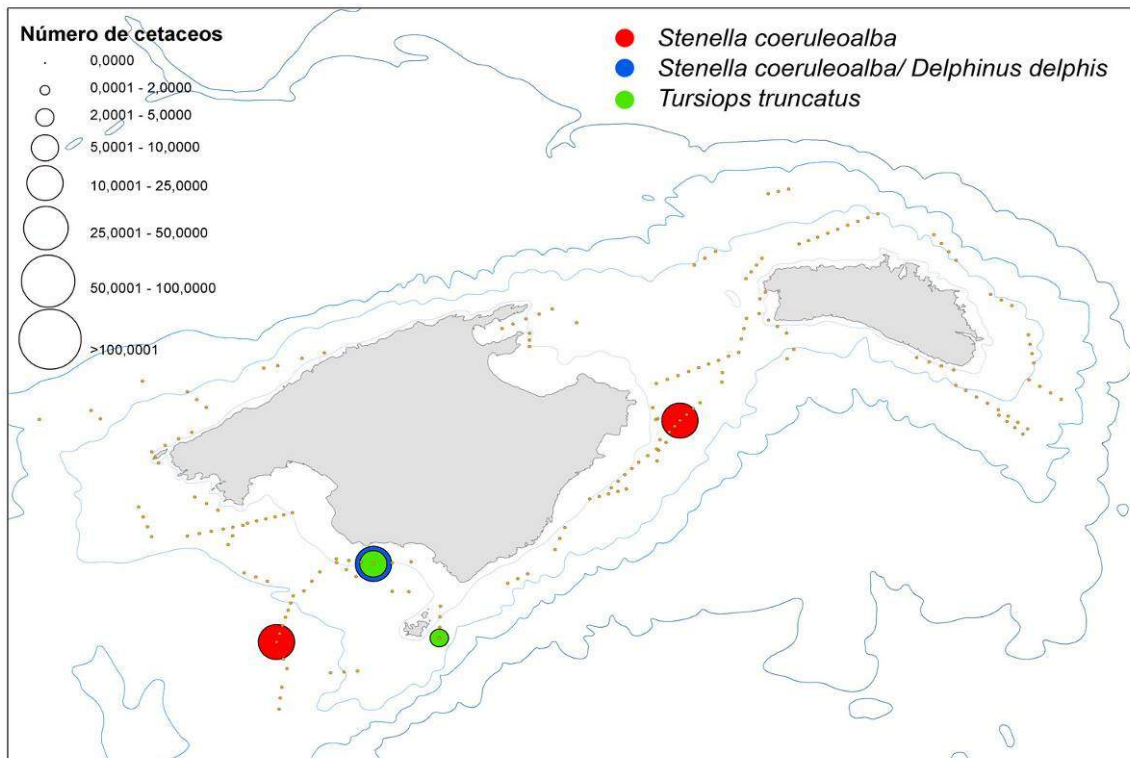 Número de cetaceos
0,0000
0,0001 - 2,0000
2,0001 - 5,0000
5,0001 - 10,0000
10,0001 - 25,0000
25,0001 - 50,0000
50,0001 - 100,0000
>100,0001
Stenella coeruleoalba
Stenella coeruleoalba/ Delphinus delphis
Tursiops truncatus